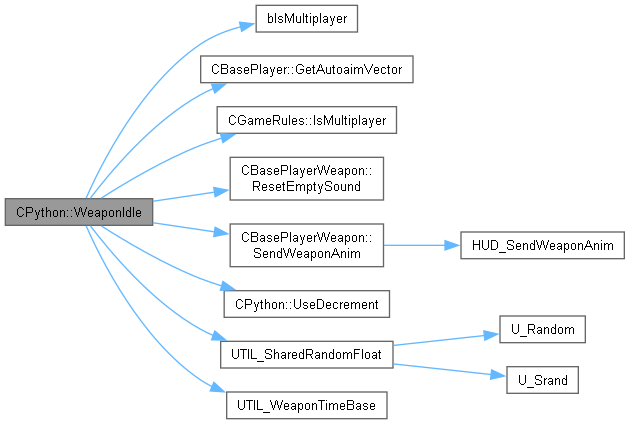 bIsMultiplayer
CBasePlayer::GetAutoaimVector
CGameRules::IsMultiplayer
CBasePlayerWeapon::
ResetEmptySound
CPython::WeaponIdle
CBasePlayerWeapon::
SendWeaponAnim
HUD_SendWeaponAnim
CPython::UseDecrement
U_Random
UTIL_SharedRandomFloat
U_Srand
UTIL_WeaponTimeBase